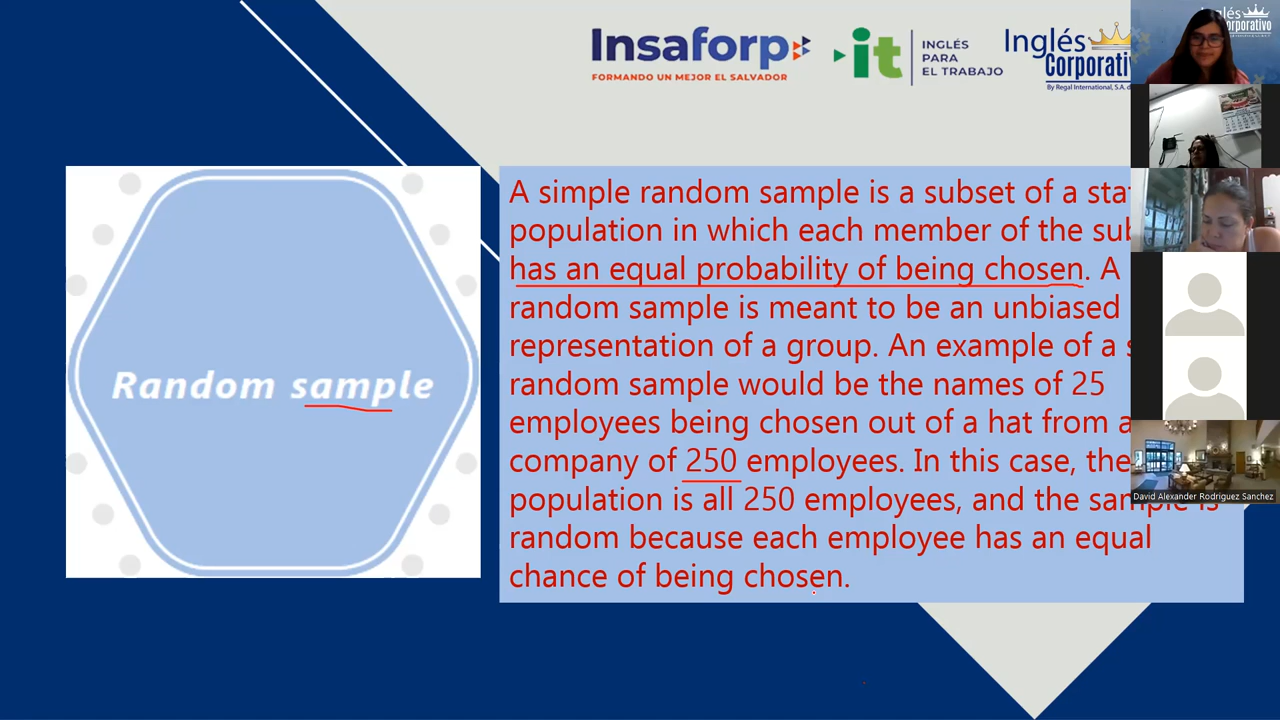 Insaforp
FORMANDO UN MEJOR EL SALVADOR
it
INGLÉS
PARA
EL TRABAJO
Inglés
Corporativ
By Regal International, S.A. d
Random sample
A simple random sample is a subset of a
population in which each member of the
has an equal probability of being chosen. A
random sample is meant to be an unbiased
representation of a group. An example of a
random sample would be the names of 25
employees being chosen out of a hat from a
company of 250 employees. In this case, the
population is all 250 employees, and the sample is
random because each employee has an equal
chance of being chosen.
David Alexander Rodriguez Sanchez